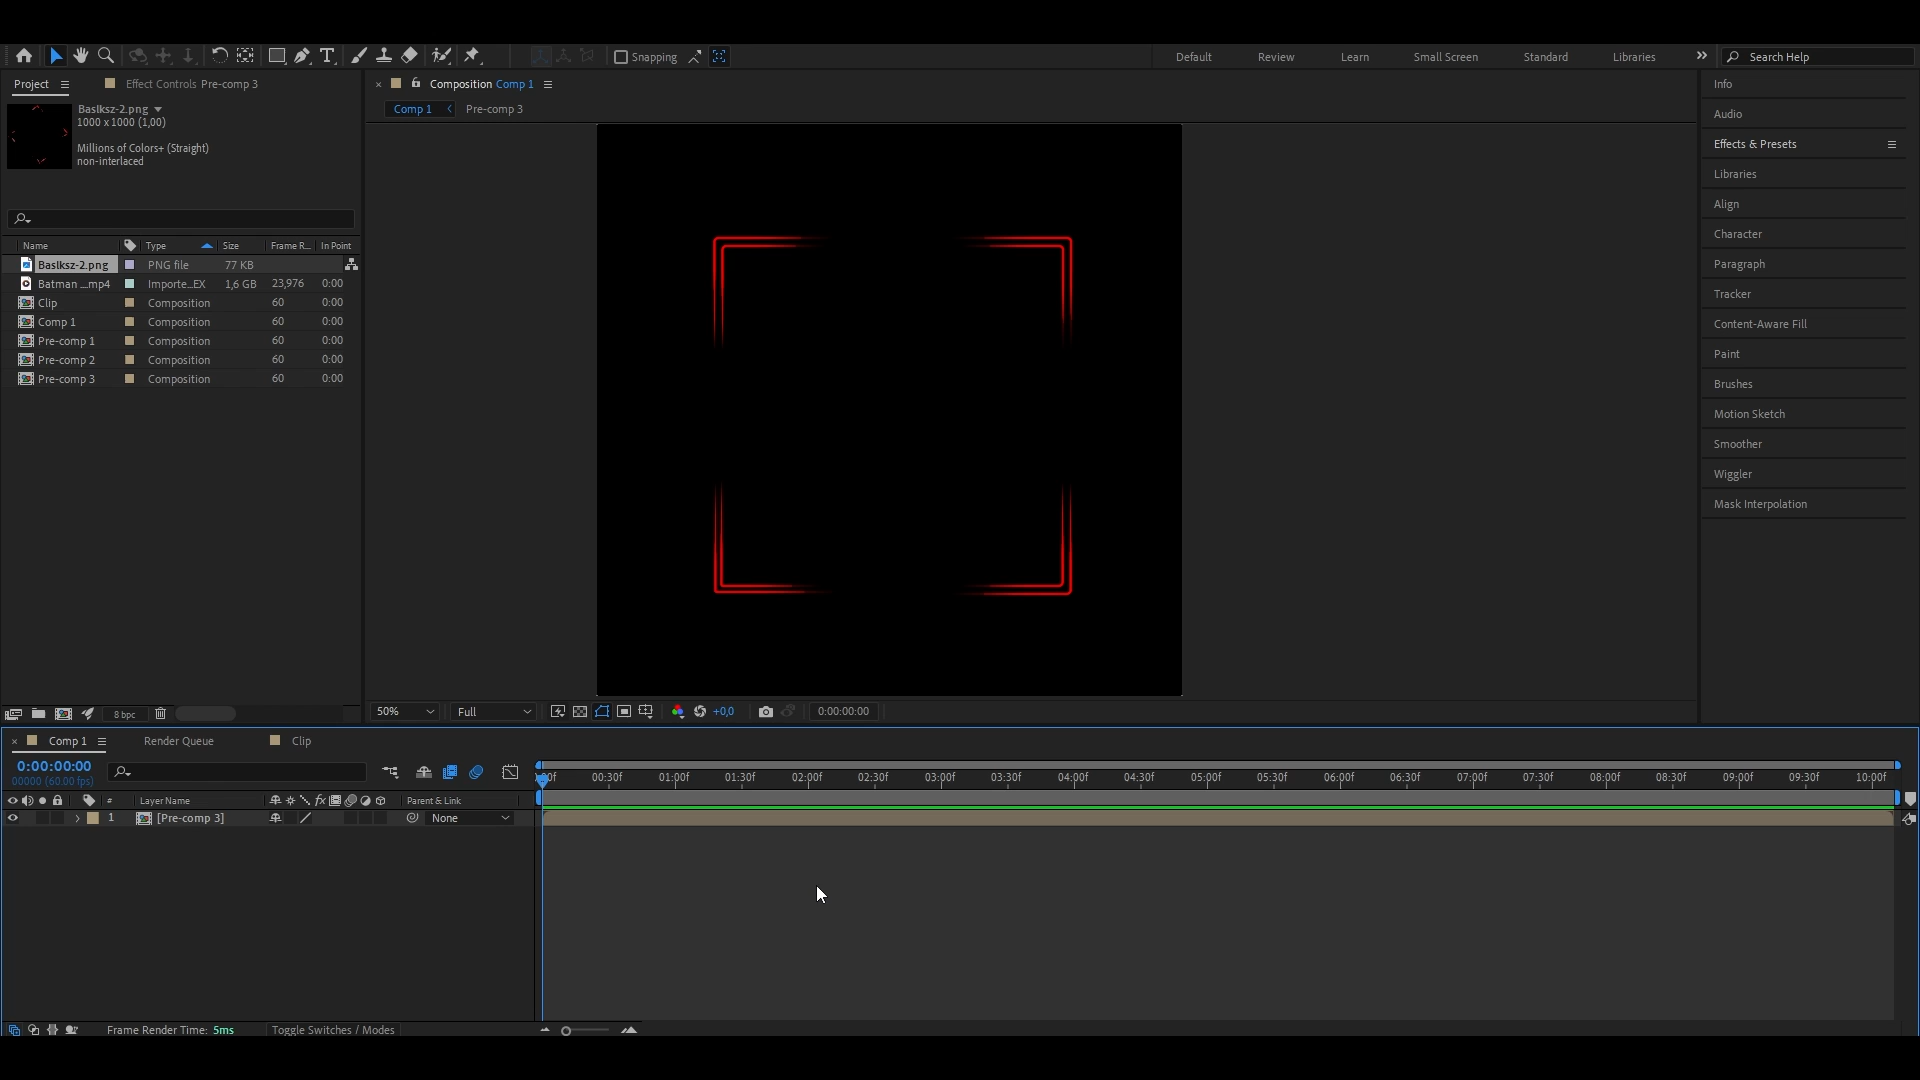 Snapping
Default
Review
Learn
Small Screen
Standard
Libraries
Search Help
Project
Effect Controls Pre-comp 3
Composition Comp 1
Info
Baslksz-2.png
1000 x 1000 (1,00)
Comp 1
Pre-comp 3
Audio
Millions of Colors+ (Straight)
non-interlaced
Effects & Presets
Libraries
Align
Character
Paragraph
Tracker
Content-Aware Fill
Paint
Brushes
Motion Sketch
Smoother
Wiggler
Mask Interpolation
Name Type Size Frame R... In Point
Baslksz-2.png PNG file 77 KB
Batman ...mp4 Importe...EX 1,6 GB 23,976 0:00
Clip Composition 60 0:00
Comp 1 Composition 60 0:00
Pre-comp 1 Composition 60 0:00
Pre-comp 2 Composition 60 0:00
Pre-comp 3 Composition 60 0:00
8 bpc
50% Full +0,0 0:00:00:00
Comp 1 Render Queue Clip
0:00:00:00
00000 (60.00 fps)
00:30f 01:00f 01:30f 02:00f 02:30f 03:00f 03:30f 04:00f 04:30f 05:00f 05:30f 06:00f 06:30f 07:00f 07:30f 08:00f 08:30f 09:00f 09:30f 10:00f
# Layer Name fx Parent & Link
1 [Pre-comp 3] None
Frame Render Time: 5ms Toggle Switches / Modes